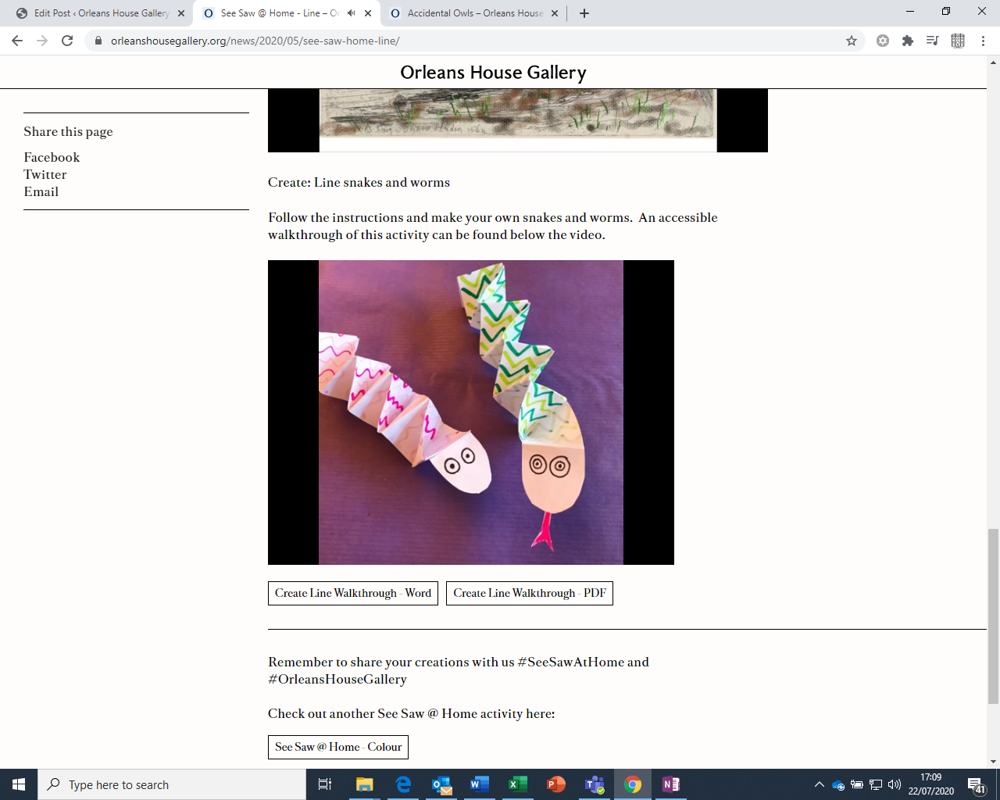 Edit Post ‹ Orleans House Gallery
See Saw @ Home - Line – O
Accidental Owls – Orleans House
orleanshousegallery.org/news/2020/05/see-saw-home-line/
Orleans House Gallery
Share this page
Facebook
Twitter
Email
Create: Line snakes and worms
Follow the instructions and make your own snakes and worms.  An accessible
walkthrough of this activity can be found below the video.
Create Line Walkthrough - Word
Create Line Walkthrough - PDF
Remember to share your creations with us #SeeSawAtHome and
#OrleansHouseGallery
Check out another See Saw @ Home activity here:
See Saw @ Home - Colour
Type here to search
17:09
22/07/2020
41